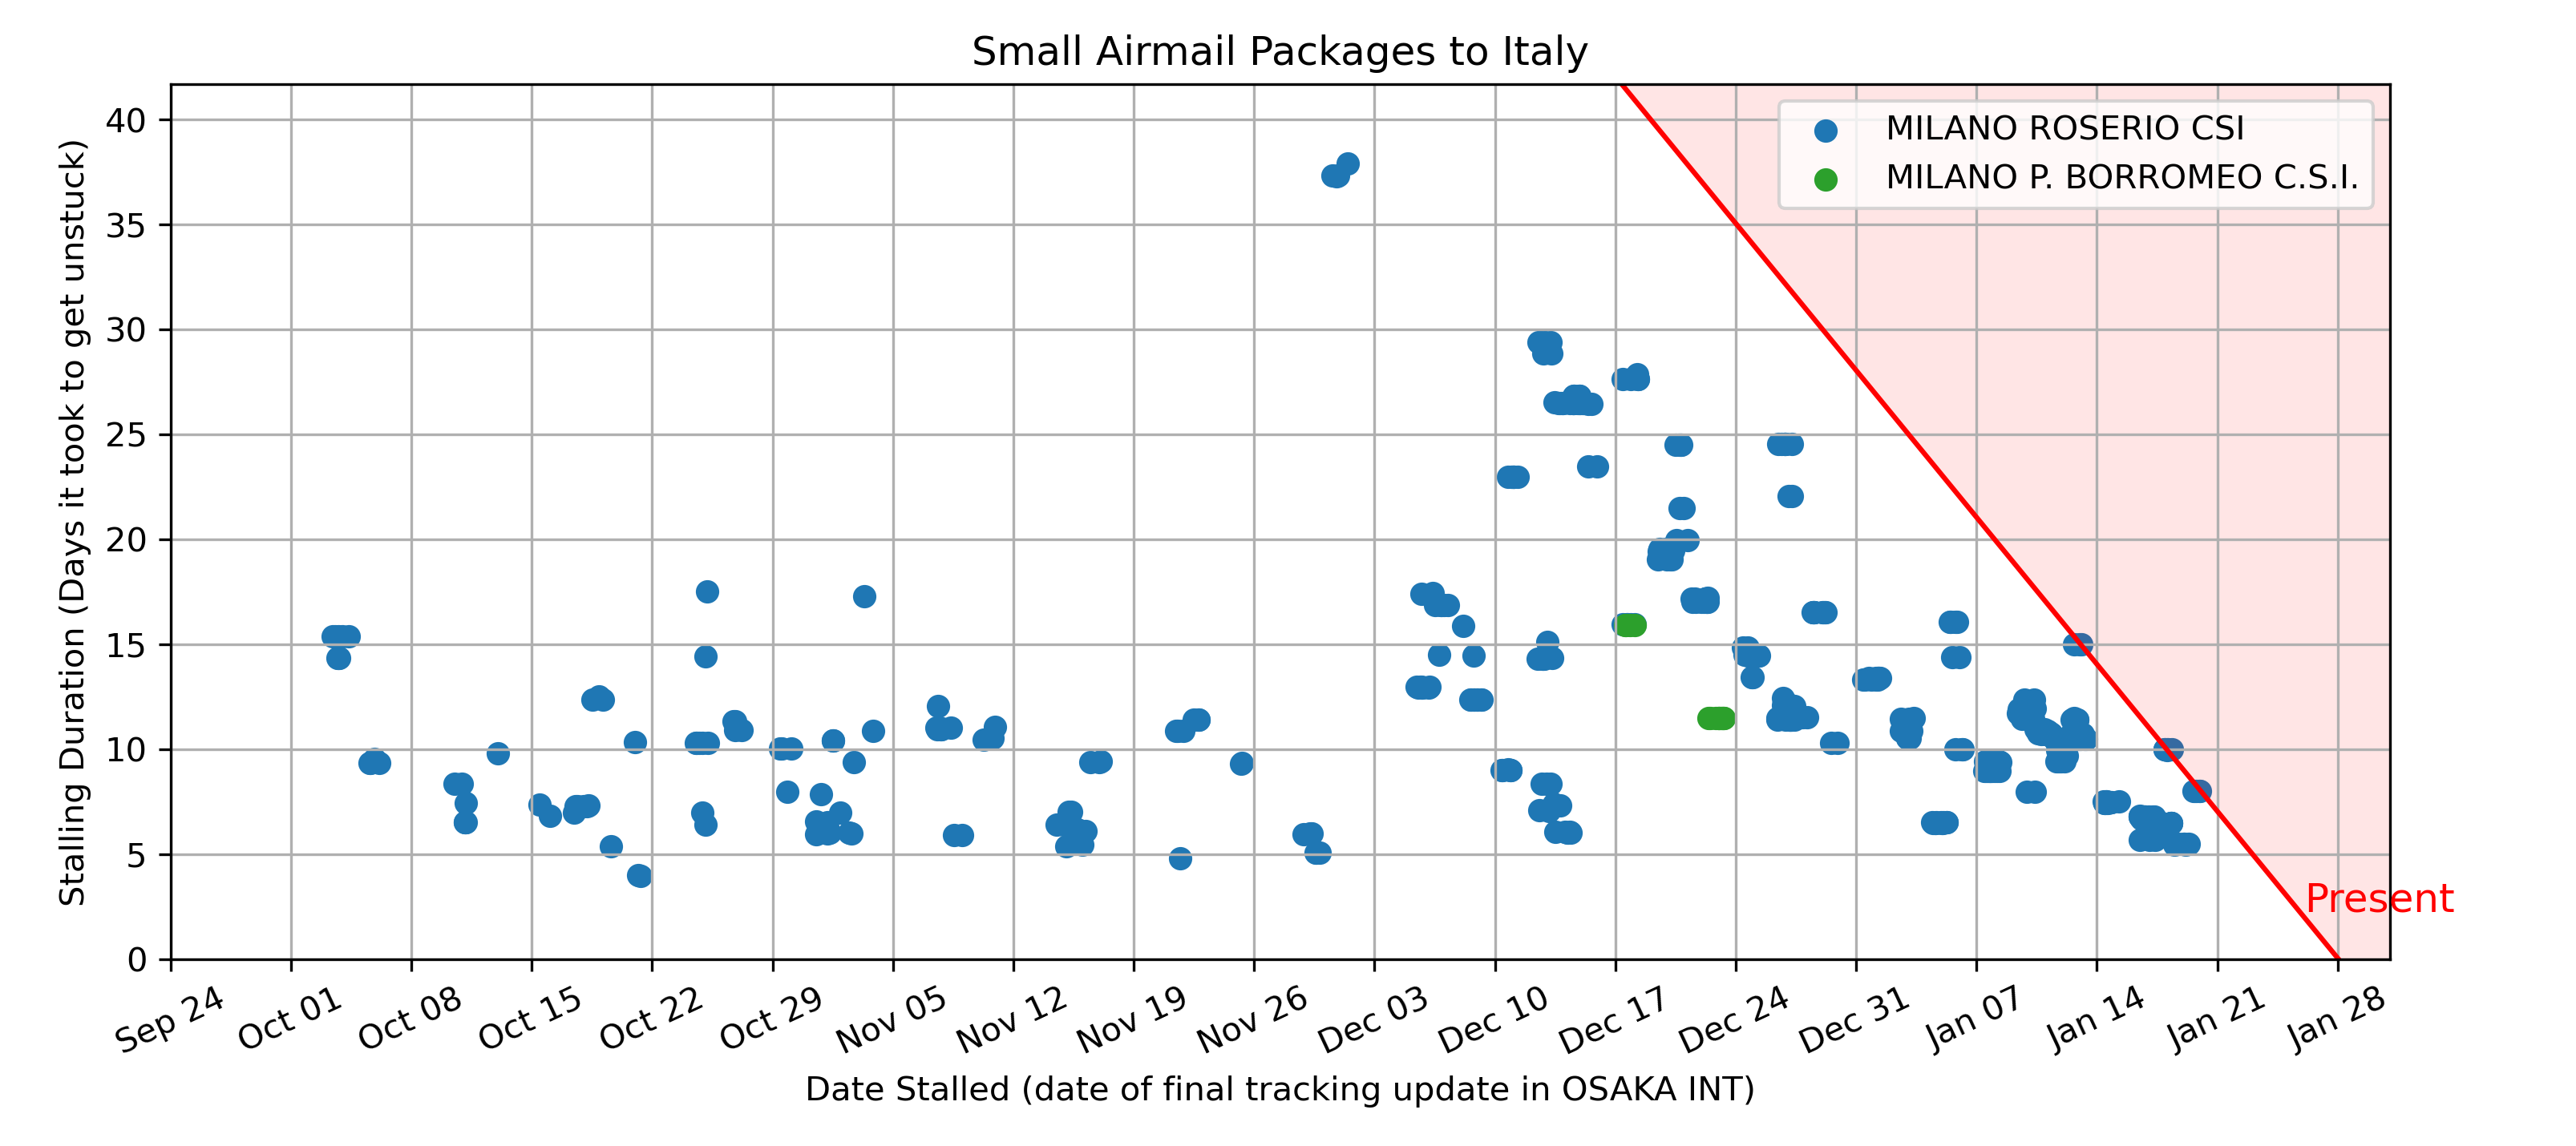 Small Airmail Packages to Italy
Stalling Duration (Days it took to get unstuck)
40
35
30
25
20
15
10
5
0
MILANO ROSERIO CSI
MILANO P. BORROMEO C.S.I.
Present
Sep 24
Oct 01
Oct 08
Oct 15
Oct 22
Oct 29
Nov 05
Nov 12
Nov 19
Nov 26
Dec 03
Dec 10
Dec 17
Dec 24
Dec 31
Jan 07
Jan 14
Jan 21
Jan 28
Date Stalled (date of final tracking update in OSAKA INT)